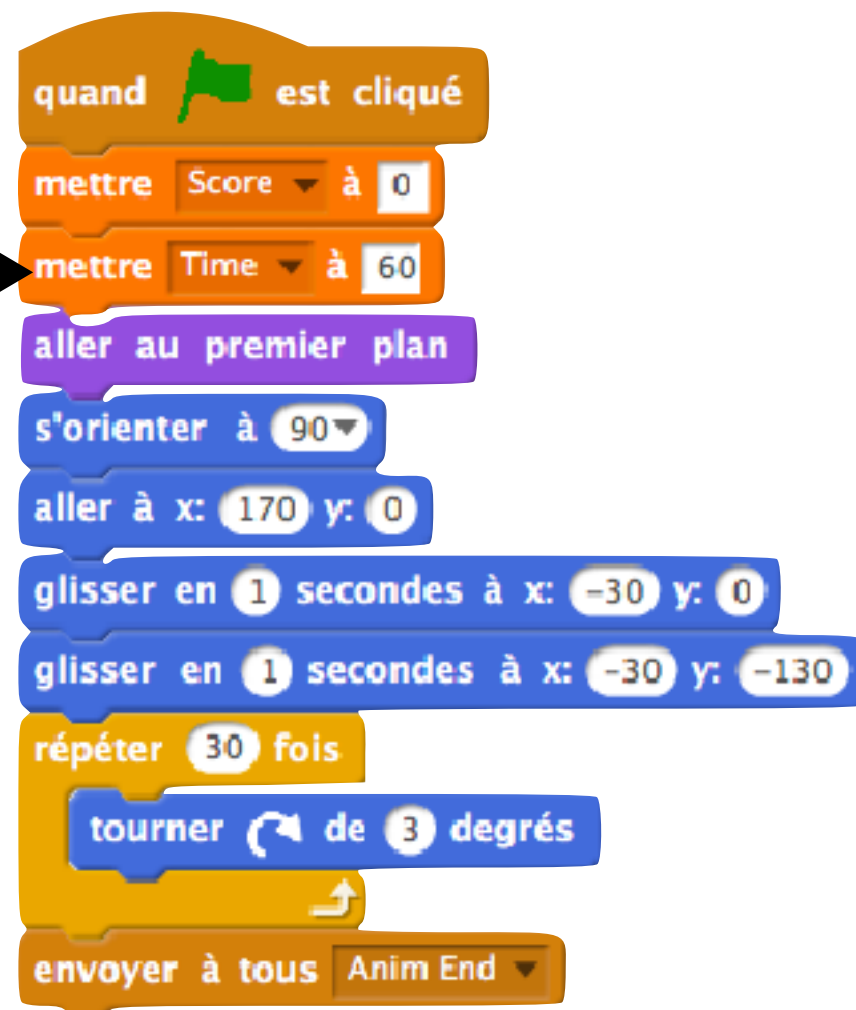 quand est cliqué
mettre Score à 0
mettre Time à 60
aller au premier plan
s'orienter à 90
aller à x: 170 y: 0
glisser en 1 secondes à x: -30 y: 0
glisser en 1 secondes à x: -30 y: -130
répéter 30 fois
tourner de 3 degrés
envoyer à tous Anim End